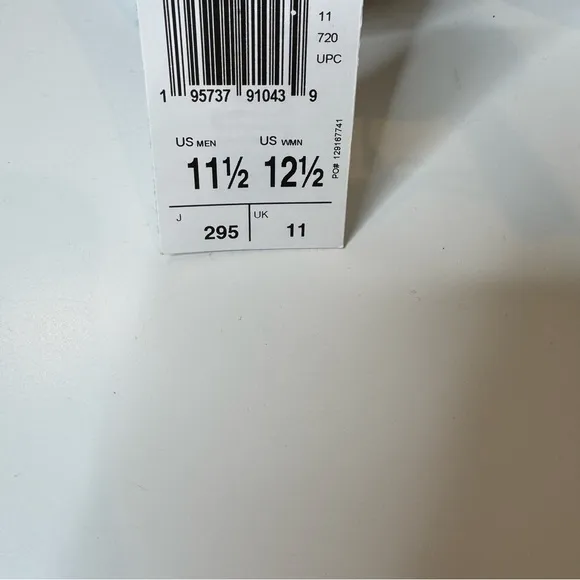 11
720
UPC
1 95737 91043 9
US MEN US WMN
11½ 12½
J 295 UK 11
PO# 129167741